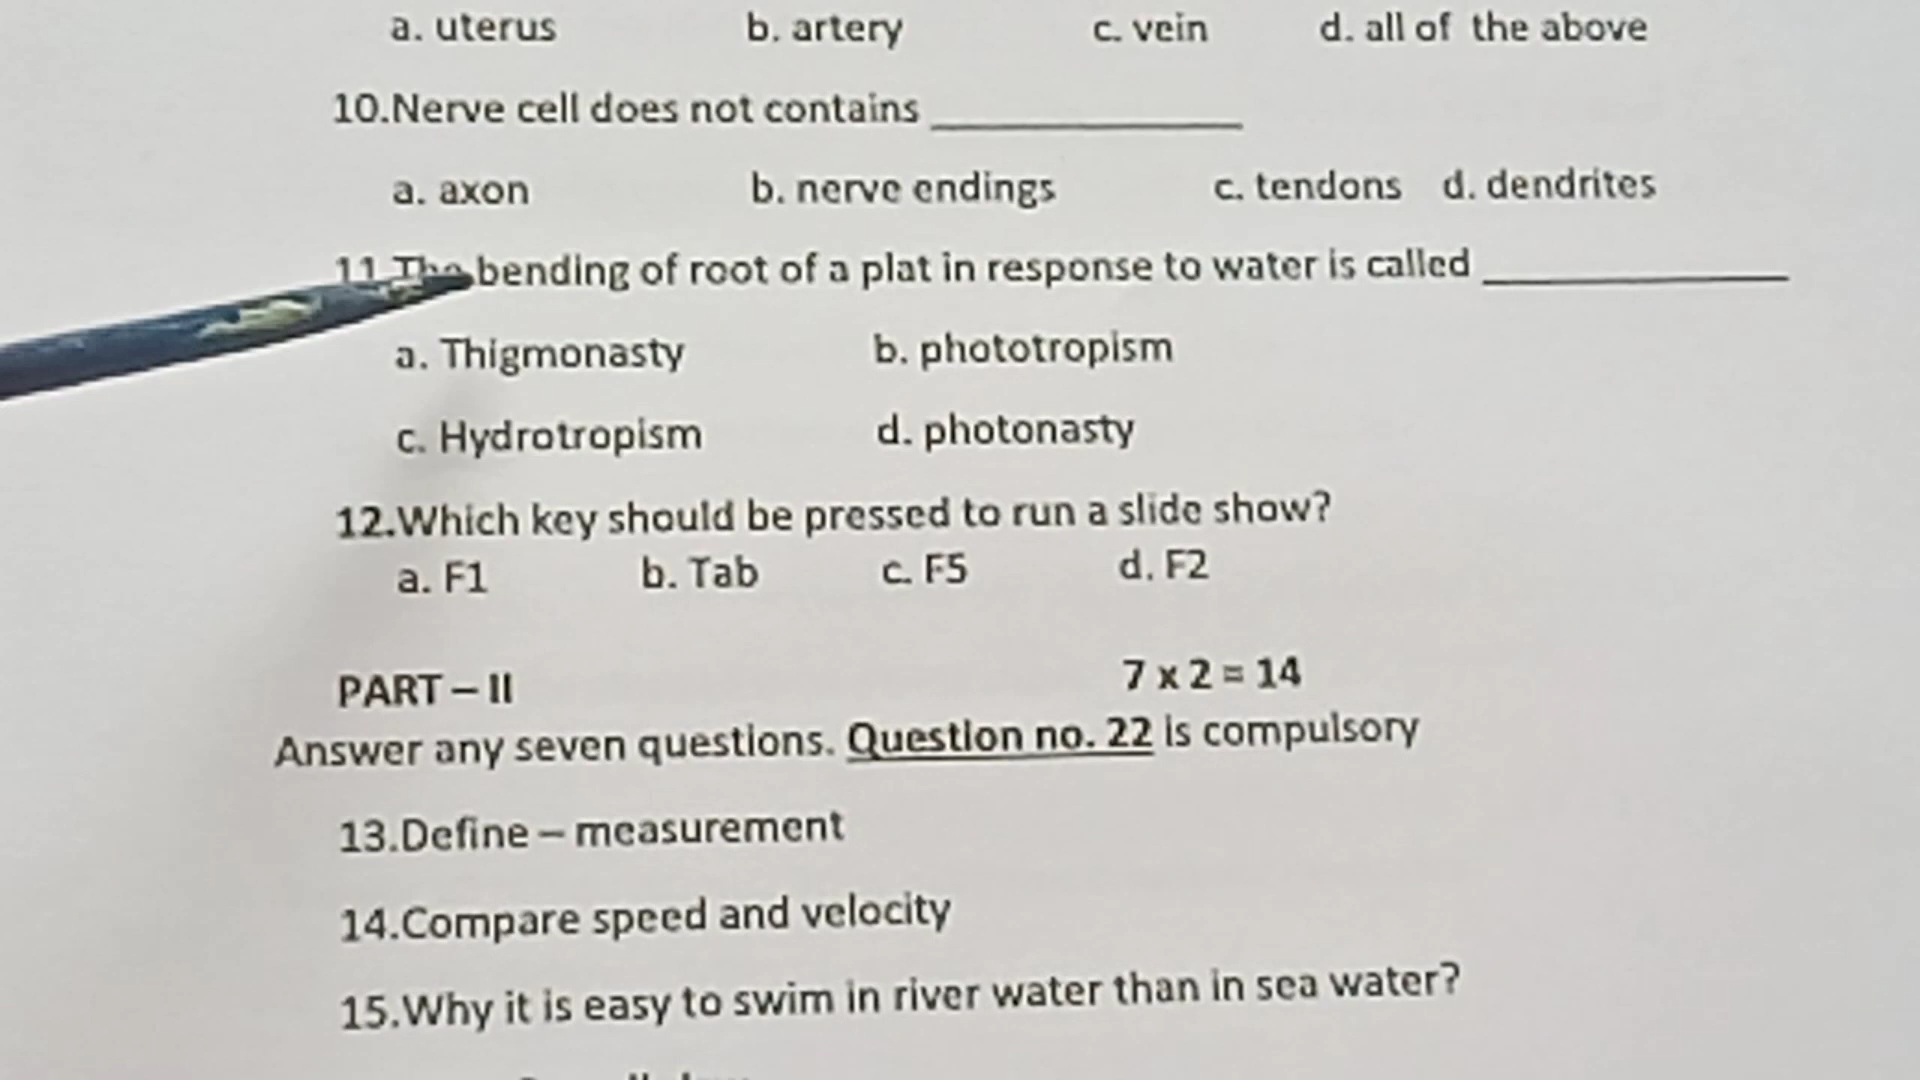 a. uterus b. artery c. vein d. all of the above
10.Nerve cell does not contains ____________
a. axon b. nerve endings c. tendons d. dendrites
11.The bending of root of a plat in response to water is called ____________
a. Thigmonasty b. phototropism
c. Hydrotropism d. photonasty
12.Which key should be pressed to run a slide show?
a. F1 b. Tab c. F5 d. F2
PART – II 7 x 2 = 14
Answer any seven questions. Question no. 22 is compulsory
13.Define – measurement
14.Compare speed and velocity
15.Why it is easy to swim in river water than in sea water?